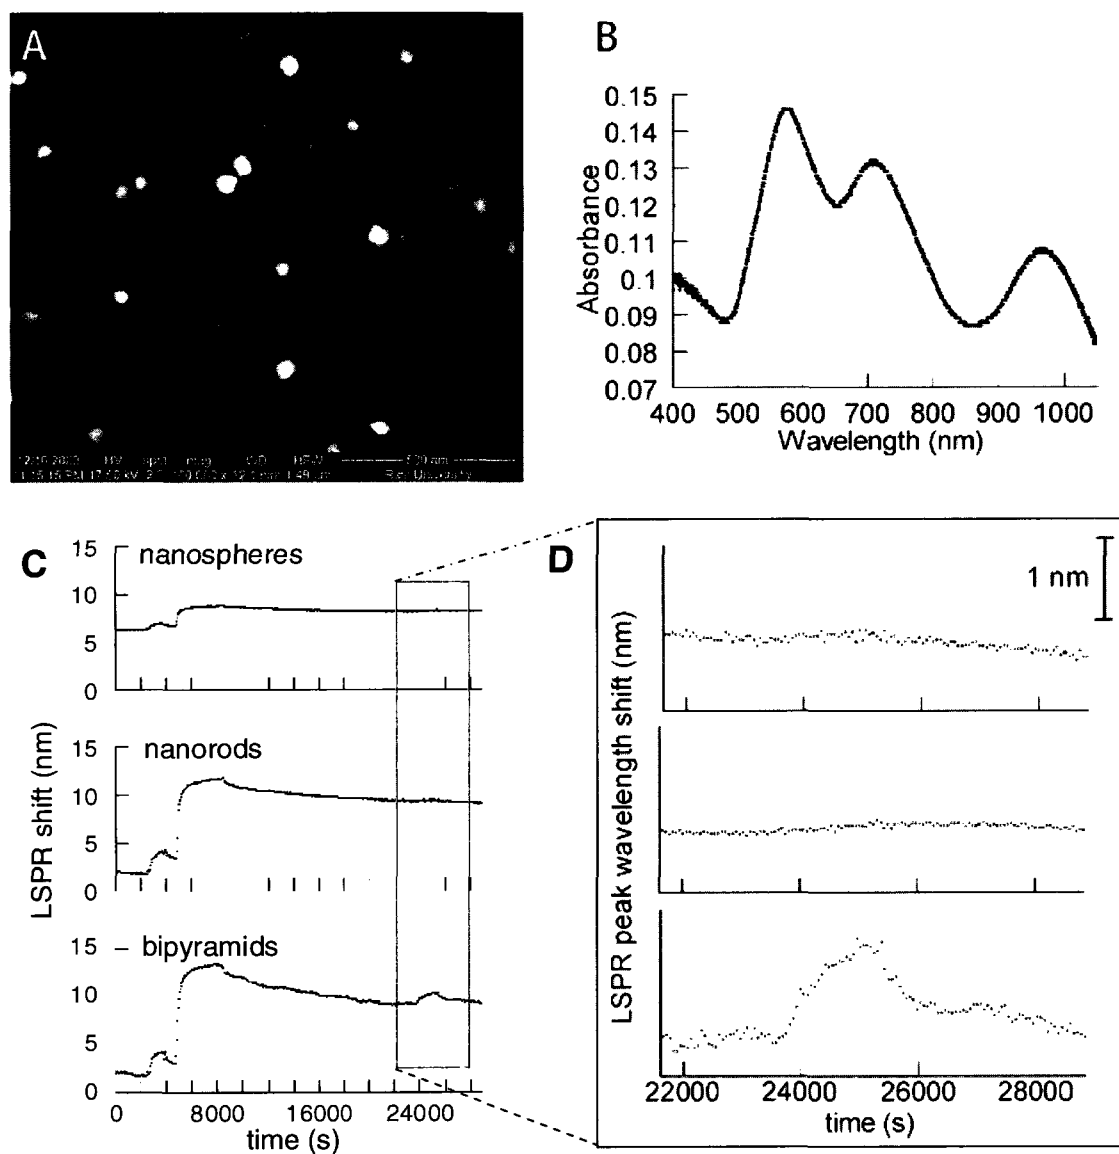 A
B
0.15
0.14
0.13
0.12
0.11
0.1
0.09
0.08
0.07
Absorbance
400 500 600 700 800 900 1000
Wavelength (nm)
C
nanospheres
15
10
5
0
nanorods
15
10
5
0
bipyramids
15
10
5
0
LSPR shift (nm)
0 8000 16000 24000
time (s)
D
1 nm
LSPR peak wavelength shift (nm)
22000 24000 26000 28000
time (s)